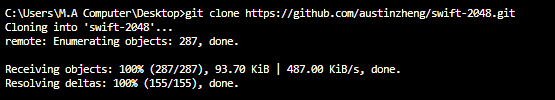 C:\Users\M.A Computer\Desktop>git clone https://github.com/austinzheng/swift-2048.git
Cloning into 'swift-2048'...
remote: Enumerating objects: 287, done.
Receiving objects: 100% (287/287), 93.70 KiB | 487.00 KiB/s, done.
Resolving deltas: 100% (155/155), done.